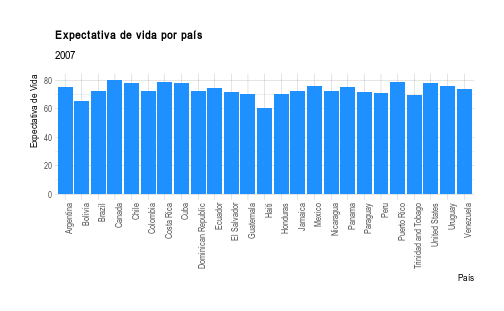 Expectativa de vida por país
2007
Expectativa de Vida
80
60
40
20
0
Argentina
Bolivia
Brazil
Canada
Chile
Colombia
Costa Rica
Cuba
Dominican Republic
Ecuador
El Salvador
Guatemala
Haiti
Honduras
Jamaica
Mexico
Nicaragua
Panama
Paraguay
Peru
Puerto Rico
Trinidad and Tobago
United States
Uruguay
Venezuela
País